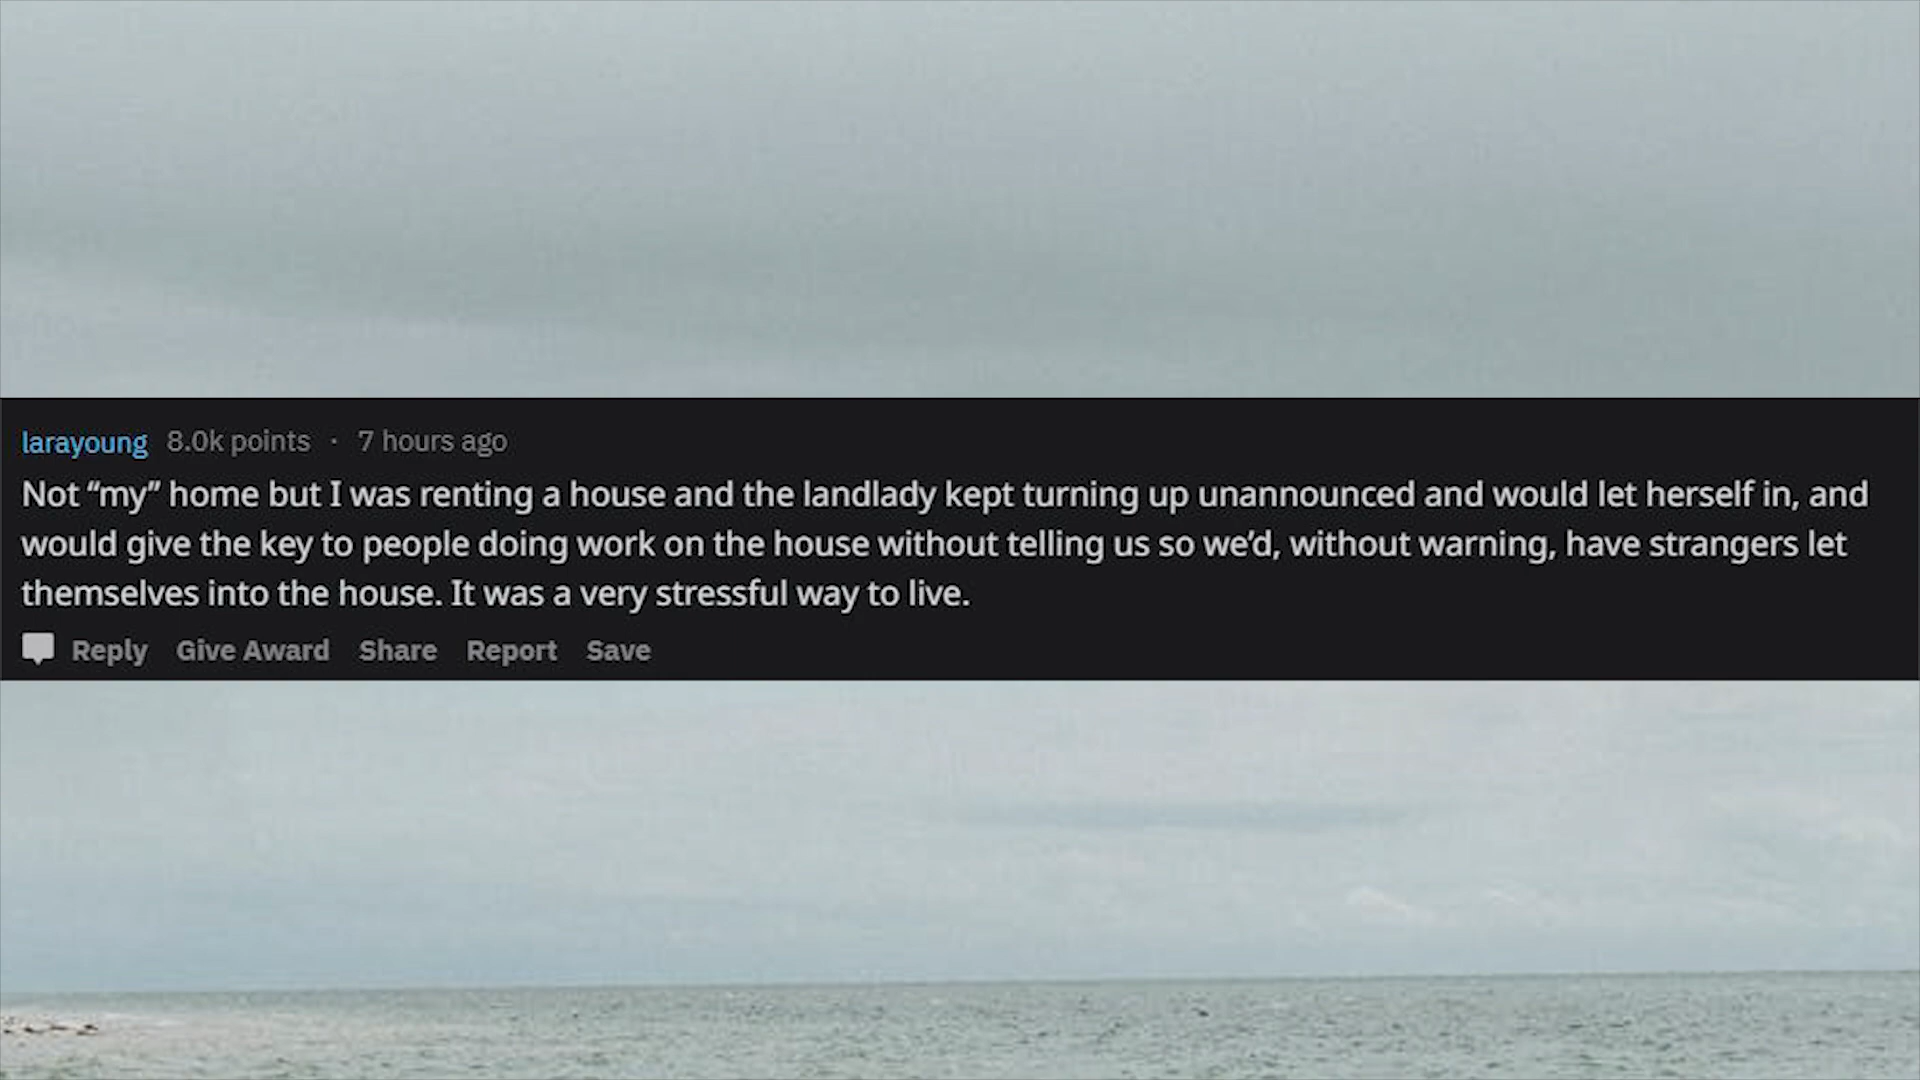 larayoung 8.0k points · 7 hours ago
Not “my” home but I was renting a house and the landlady kept turning up unannounced and would let herself in, and
would give the key to people doing work on the house without telling us so we’d, without warning, have strangers let
themselves into the house. It was a very stressful way to live.
Reply Give Award Share Report Save